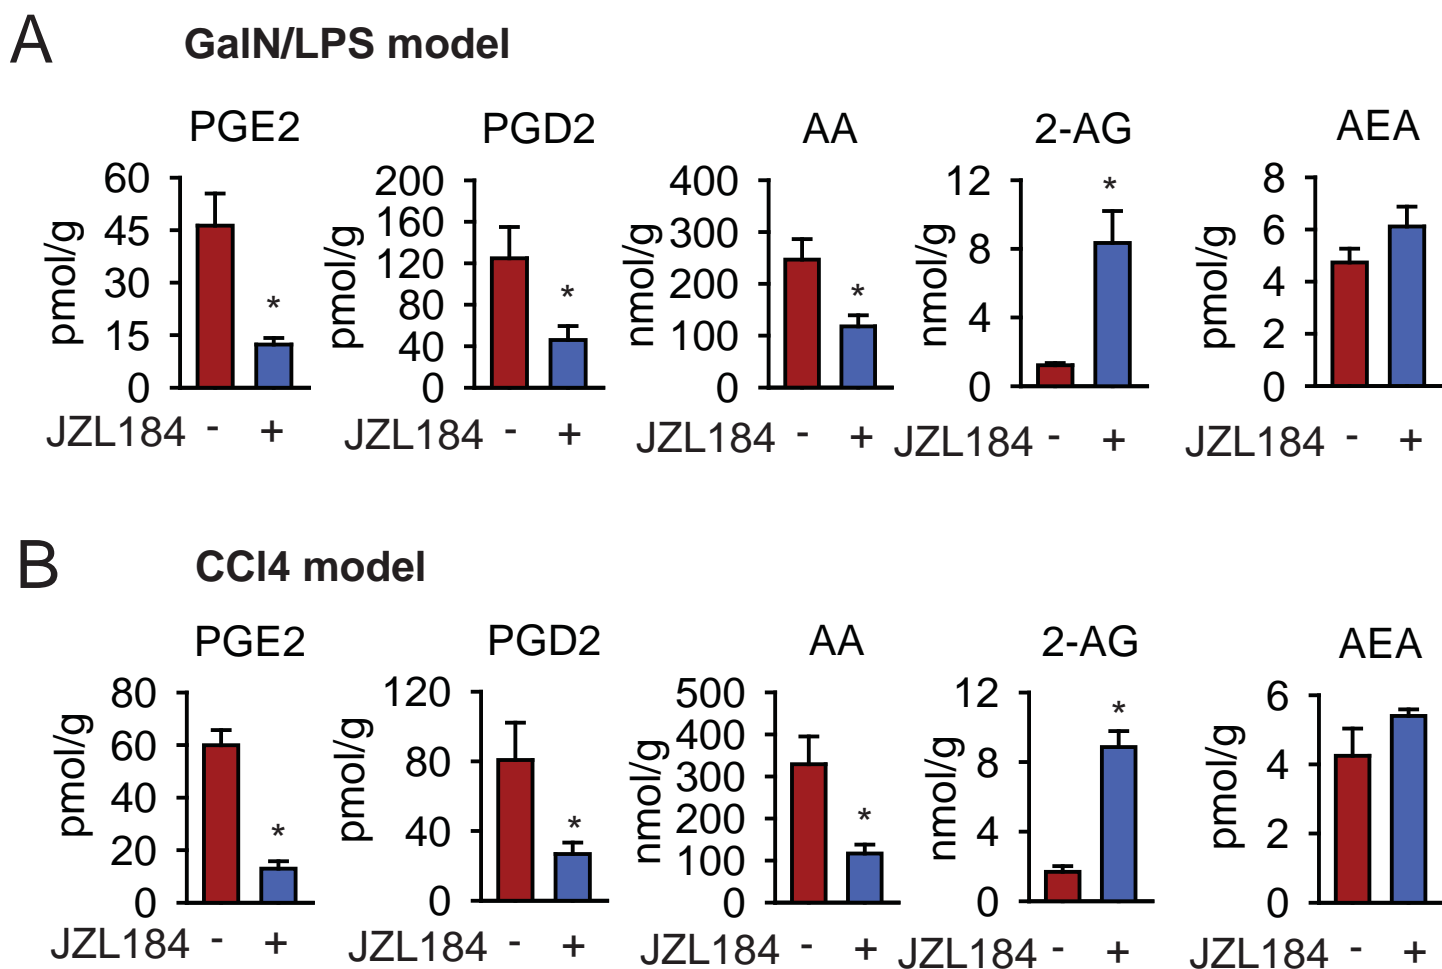 A GalN/LPS model
PGE2 PGD2 AA 2-AG AEA
pmol/g 60 45 30 15 0
pmol/g 200 160 120 80 40 0
nmol/g 400 300 200 100 0
nmol/g 12 8 4 0
pmol/g 8 6 4 2 0
* * * *
JZL184 - + JZL184 - + JZL184 - + JZL184 - + JZL184 - +
B CCl4 model
PGE2 PGD2 AA 2-AG AEA
pmol/g 80 60 40 20 0
pmol/g 120 80 40 0
nmol/g 500 400 300 200 100 0
nmol/g 12 8 4 0
pmol/g 6 4 2 0
* * * *
JZL184 - + JZL184 - + JZL184 - + JZL184 - + JZL184 - +